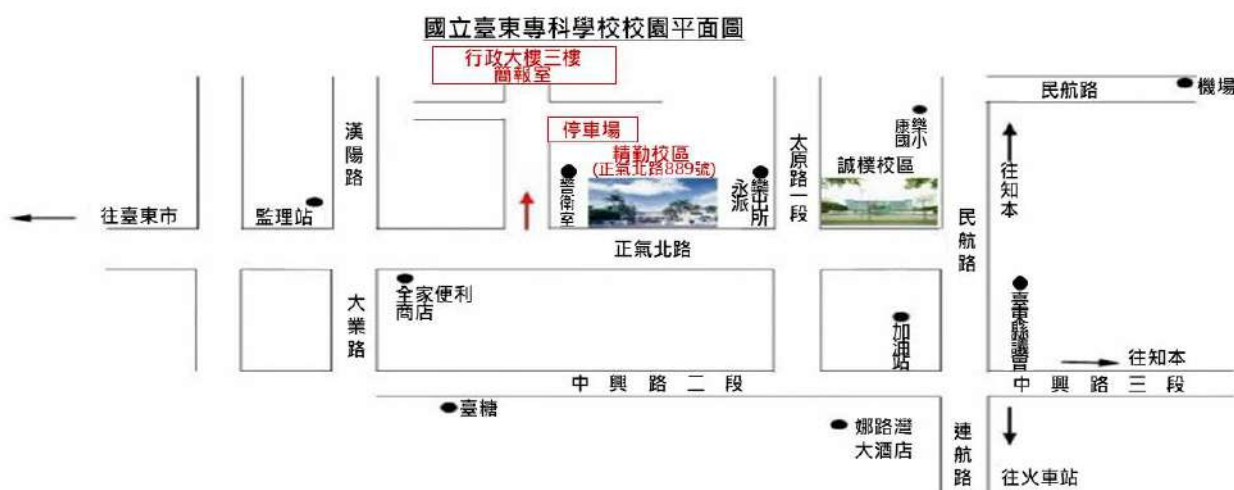 國立臺東專科學校校園平面圖
行政大樓三樓
簡報室
民航路
機場
漢陽路
停車場
太原路一段
康樂
國小
精勤校區
(正氣北路889號)
誠樸校區
往知本
警衛室
永樂
派出所
往臺東市
監理站
民航路
正氣北路
大業路
全家便利
商店
加油站
臺東縣議會
往知本
中興路二段
中興路三段
臺糖
娜路灣
大酒店
連航路
往火車站